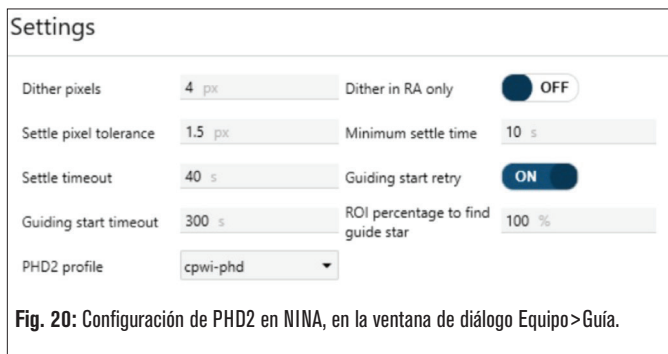 Settings
Dither pixels 4 px Dither in RA only OFF
Settle pixel tolerance 1.5 px Minimum settle time 10 s
Settle timeout 40 s Guiding start retry ON
Guiding start timeout 300 s ROI percentage to find guide star 100 %
PHD2 profile cpwi-phd
Fig. 20: Configuración de PHD2 en NINA, en la ventana de diálogo Equipo>Guía.